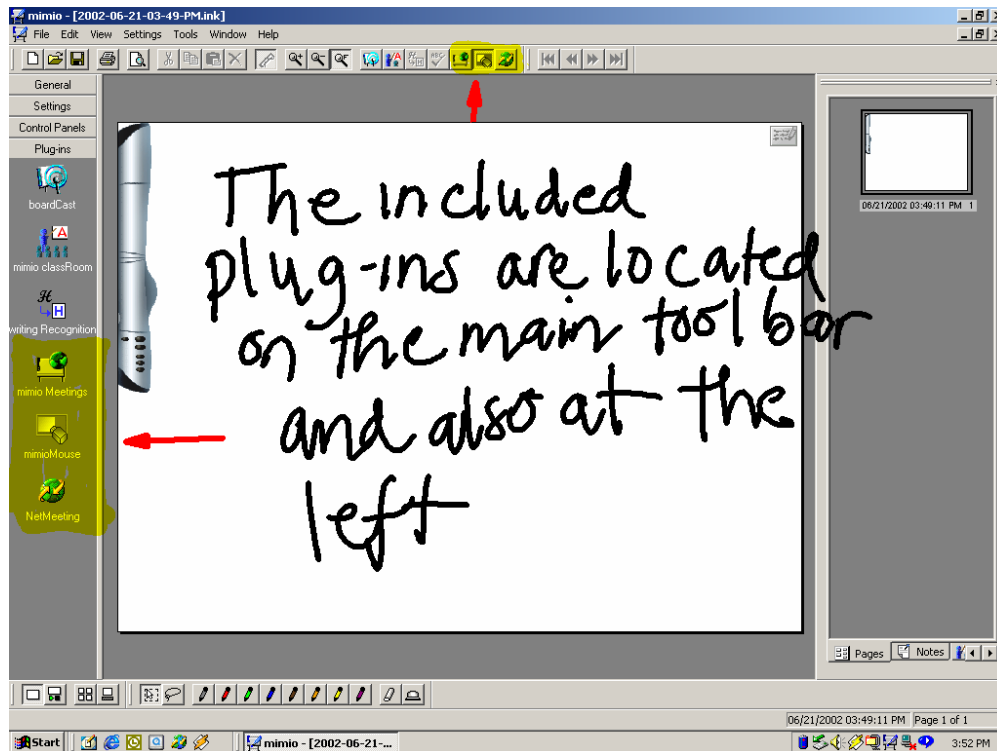 mimio - [2002-06-21-03-49-PM.ink]
File Edit View Settings Tools Window Help
General
Settings
Control Panels
Plug-ins
boardCast
mimio classRoom
writing Recognition
mimio Meetings
mimioMouse
NetMeeting
The included
plug-ins are located
on the main toolbar
and also at the
left
06/21/2002 03:49:11 PM 1
Pages Notes
06/21/2002 03:49:11 PM Page 1 of 1
Start mimio - [2002-06-21-... 3:52 PM